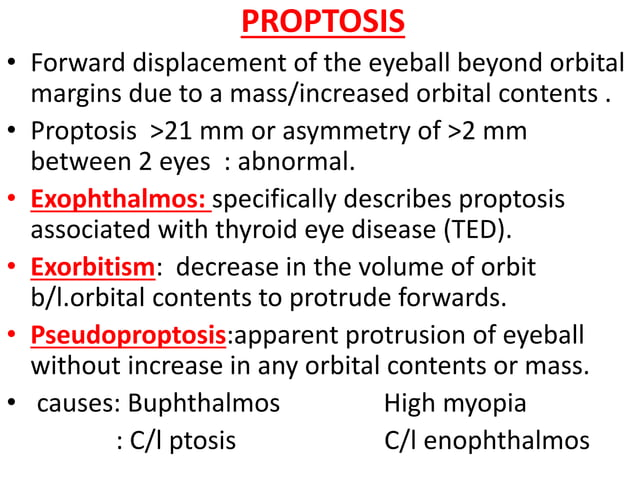 PROPTOSIS
• Forward displacement of the eyeball beyond orbital
margins due to a mass/increased orbital contents .
• Proptosis >21 mm or asymmetry of >2 mm
between 2 eyes : abnormal.
• Exophthalmos: specifically describes proptosis
associated with thyroid eye disease (TED).
• Exorbitism: decrease in the volume of orbit
b/l.orbital contents to protrude forwards.
• Pseudoproptosis:apparent protrusion of eyeball
without increase in any orbital contents or mass.
• causes: Buphthalmos High myopia
: C/l ptosis C/l enophthalmos